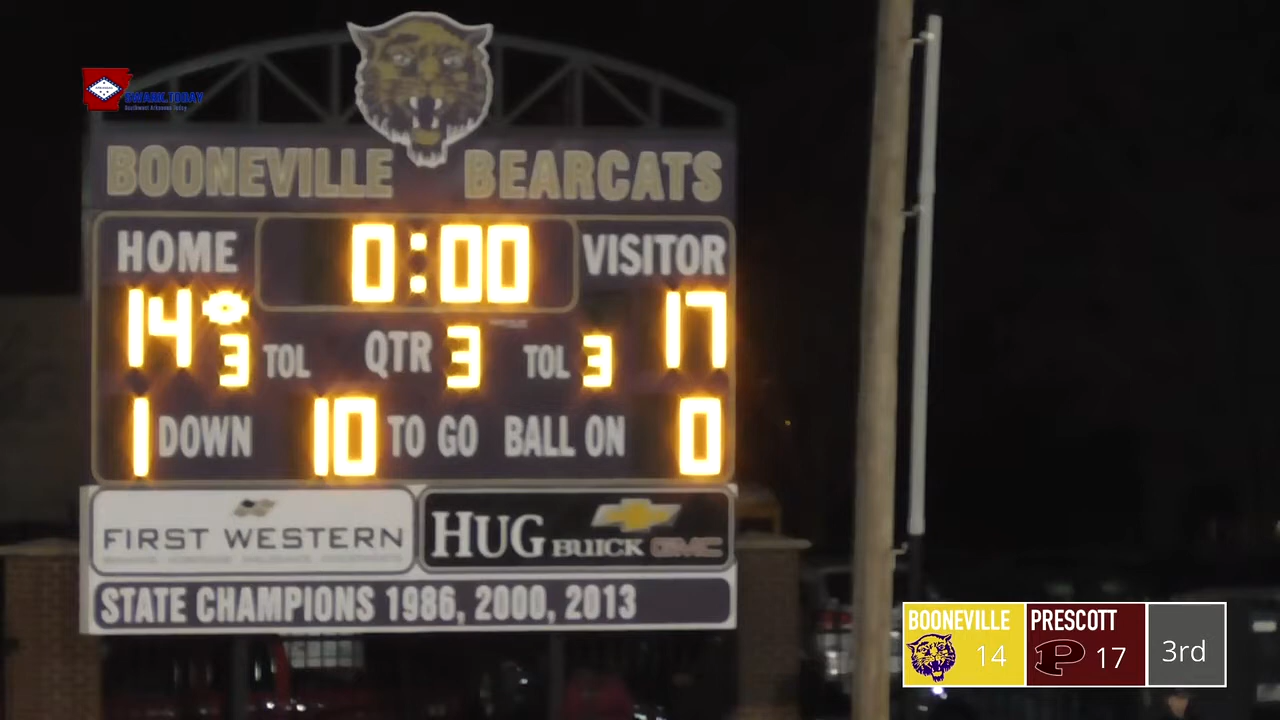 BOONEVILLE BEARCATS
HOME 0:00 VISITOR
14 17
3 TOL QTR 3 TOL 3
1 DOWN 10 TO GO BALL ON 0
FIRST WESTERN
HUG BUICK GMC
STATE CHAMPIONS 1986, 2000, 2013
BOONEVILLE 14
PRESCOTT P 17
3rd